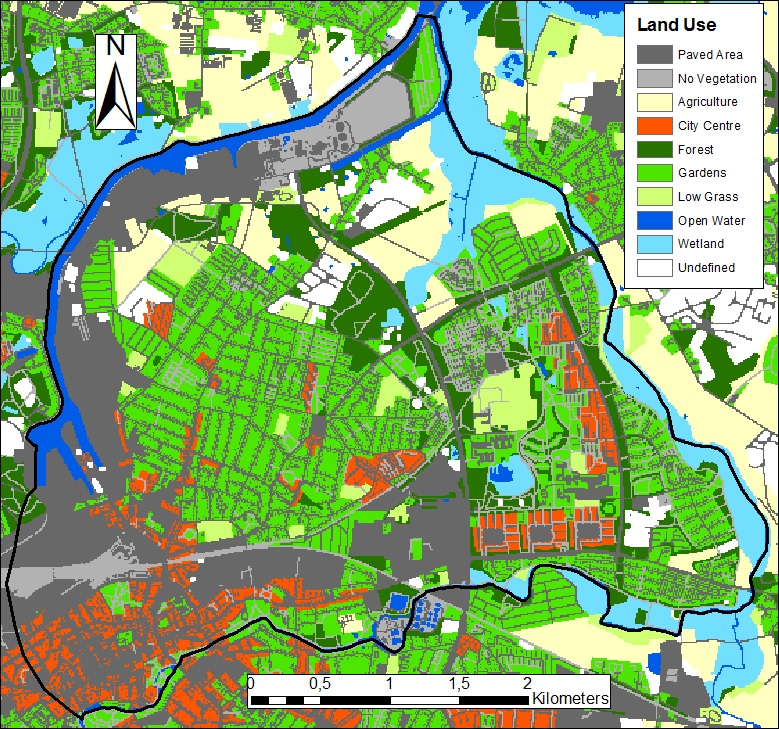 N
Land Use
Paved Area
No Vegetation
Agriculture
City Centre
Forest
Gardens
Low Grass
Open Water
Wetland
Undefined
0 0,5 1 1,5 2
Kilometers